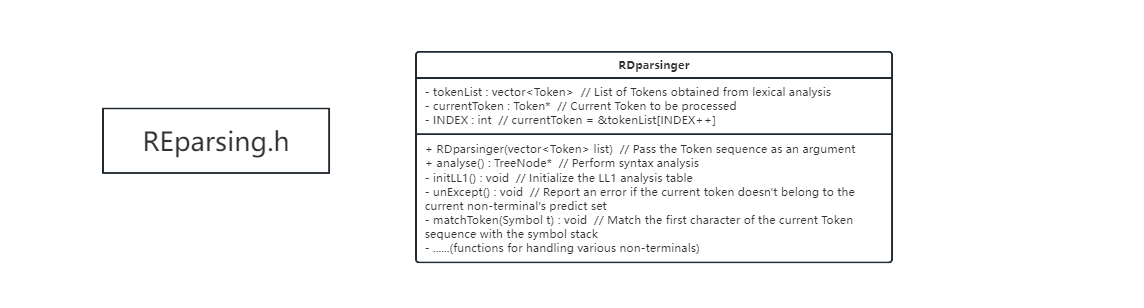 REparsing.h
RDparsinger
- tokenList : vector<Token>  // List of Tokens obtained from lexical analysis
- currentToken : Token*  // Current Token to be processed
- INDEX : int  // currentToken = &tokenList[INDEX++]
+ RDparsinger(vector<Token> list)  // Pass the Token sequence as an argument
+ analyse() : TreeNode*  // Perform syntax analysis
- initLL1() : void  // Initialize the LL1 analysis table
- unExcept() : void  // Report an error if the current token doesn't belong to the
current non-terminal's predict set
- matchToken(Symbol t) : void  // Match the first character of the current Token
sequence with the symbol stack
- ......(functions for handling various non-terminals)